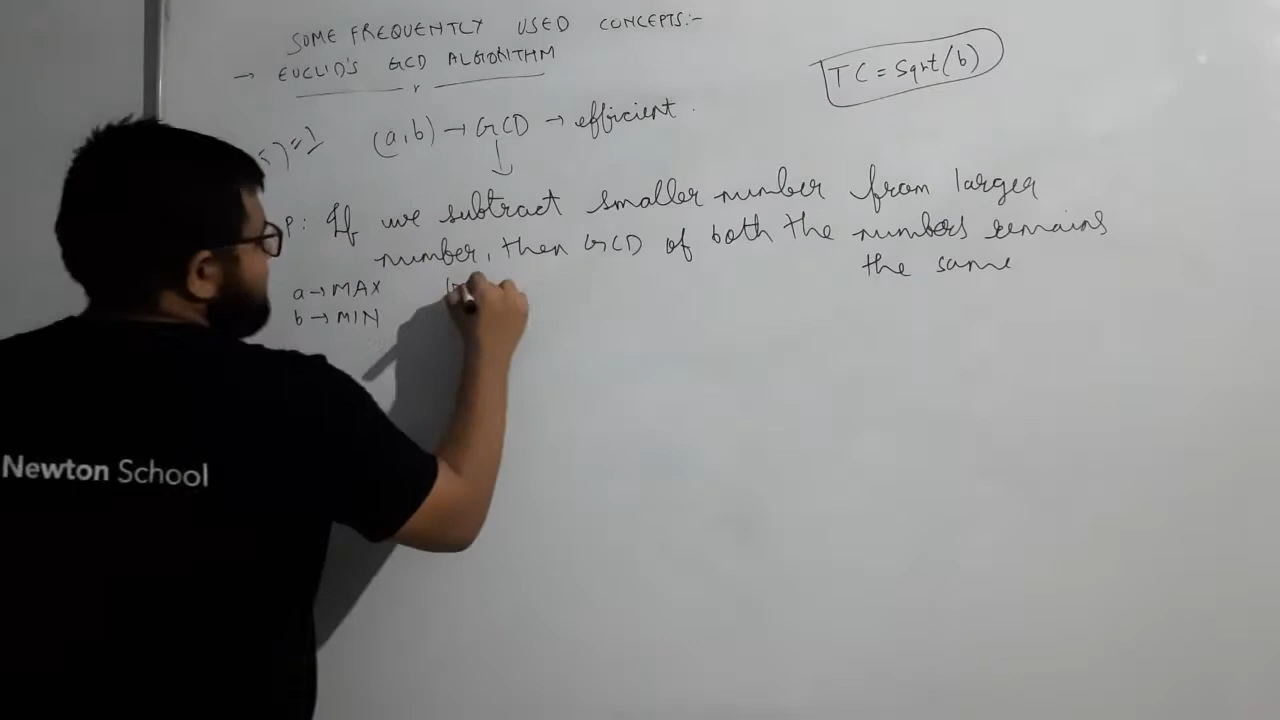 SOME FREQUENTLY USED CONCEPTS:-
→ EUCLID'S GCD ALGORITHM
TC = Sqrt(b)
)=1 (a,b) → GCD → efficient.
P: If we subtract smaller number from larger
number, then GCD of both the numbers remains
the same
a → MAX
b → MIN
Newton School